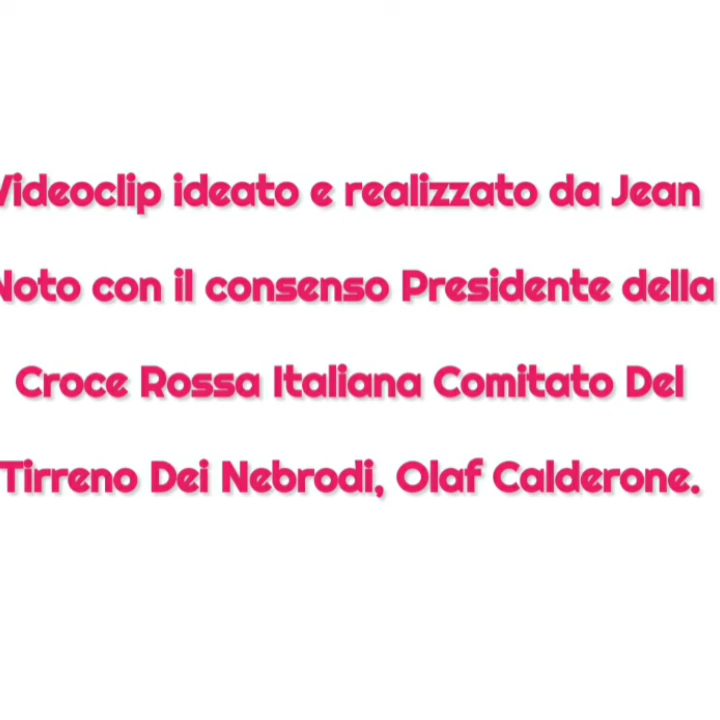 Videoclip ideato e realizzato da Jean
Noto con il consenso Presidente della
Croce Rossa Italiana Comitato Del
Tirreno Dei Nebrodi, Olaf Calderone.